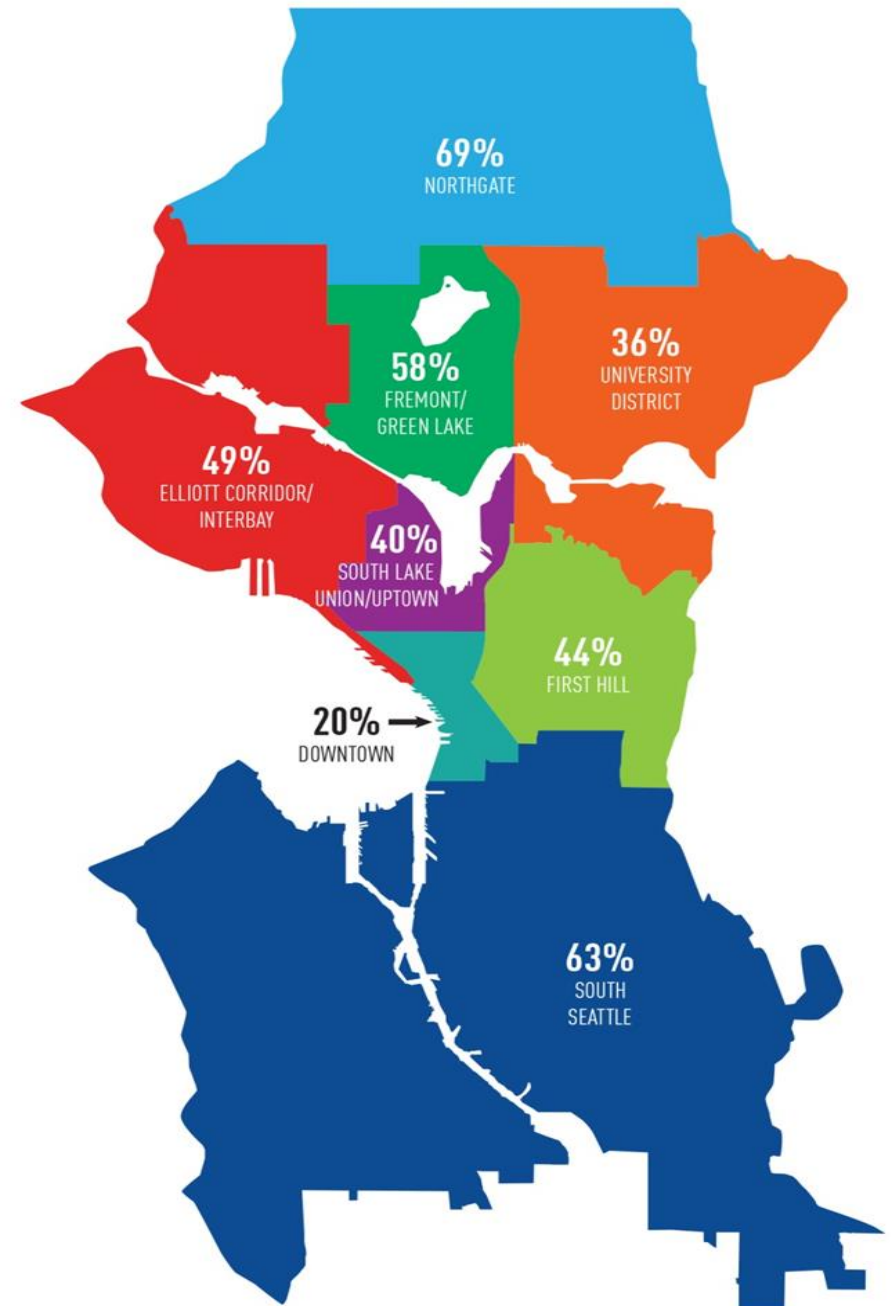 69%
NORTHGATE
58%
FREMONT/
GREEN LAKE
36%
UNIVERSITY
DISTRICT
49%
ELLIOTT CORRIDOR/
INTERBAY
40%
SOUTH LAKE
UNION/UPTOWN
44%
FIRST HILL
20%
DOWNTOWN
63%
SOUTH
SEATTLE